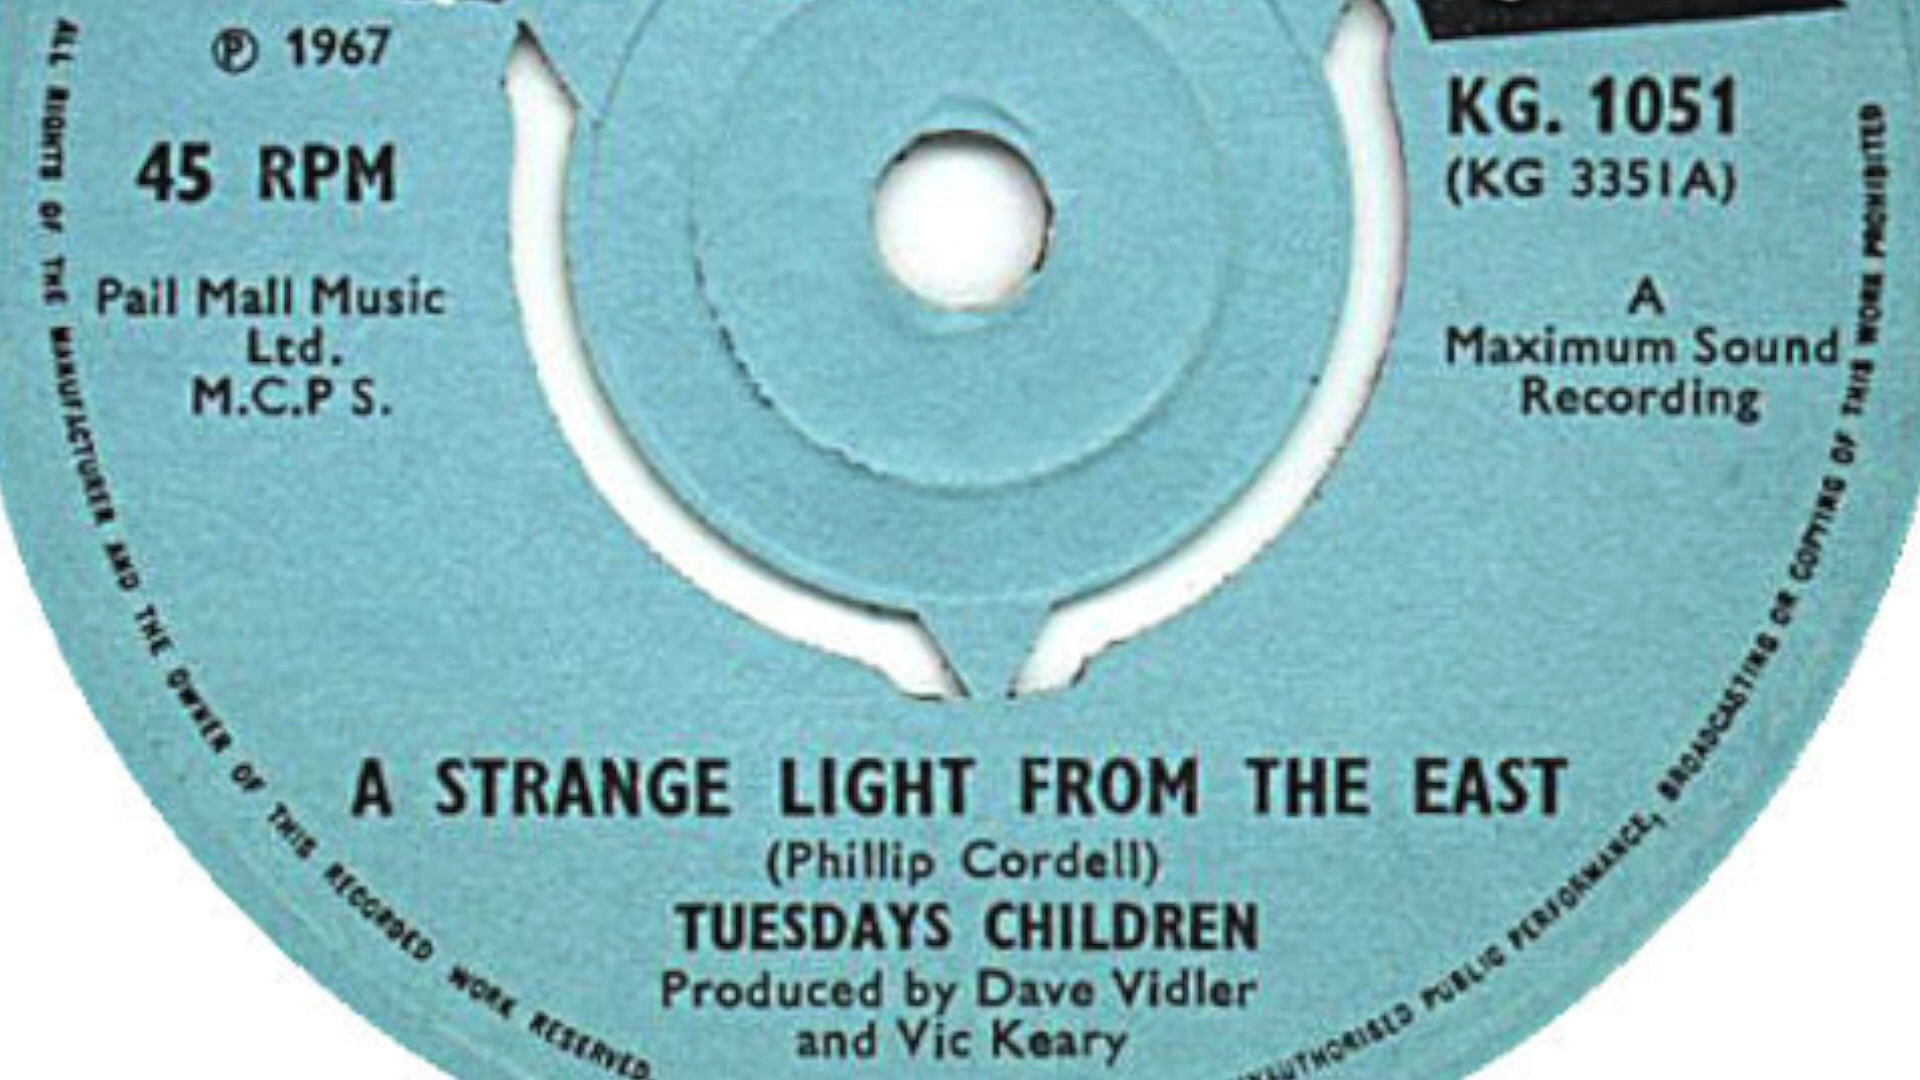 ℗ 1967
45 RPM
Pail Mall Music
Ltd.
M.C.P S.
KG. 1051
(KG 3351A)
A
Maximum Sound
Recording
A STRANGE LIGHT FROM THE EAST
(Phillip Cordell)
TUESDAYS CHILDREN
Produced by Dave Vidler
and Vic Keary
ALL RIGHTS OF THE MANUFACTURER AND THE OWNER OF THIS RECORDED WORK RESERVED.
UNAUTHORISED PUBLIC PERFORMANCE, BROADCASTING OR COPYING OF THIS WORK PROHIBITED